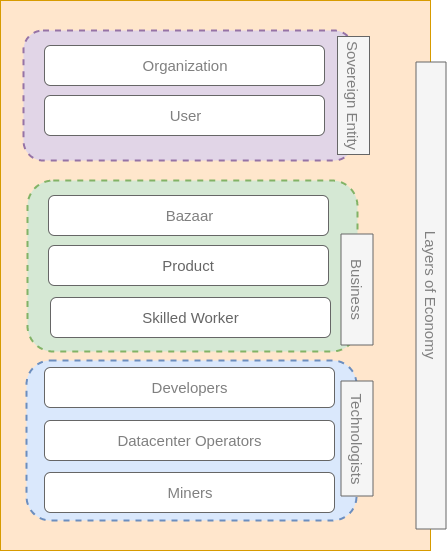 Organization
User
Sovereign Entity
Bazaar
Product
Skilled Worker
Business
Developers
Datacenter Operators
Miners
Technologists
Layers of Economy